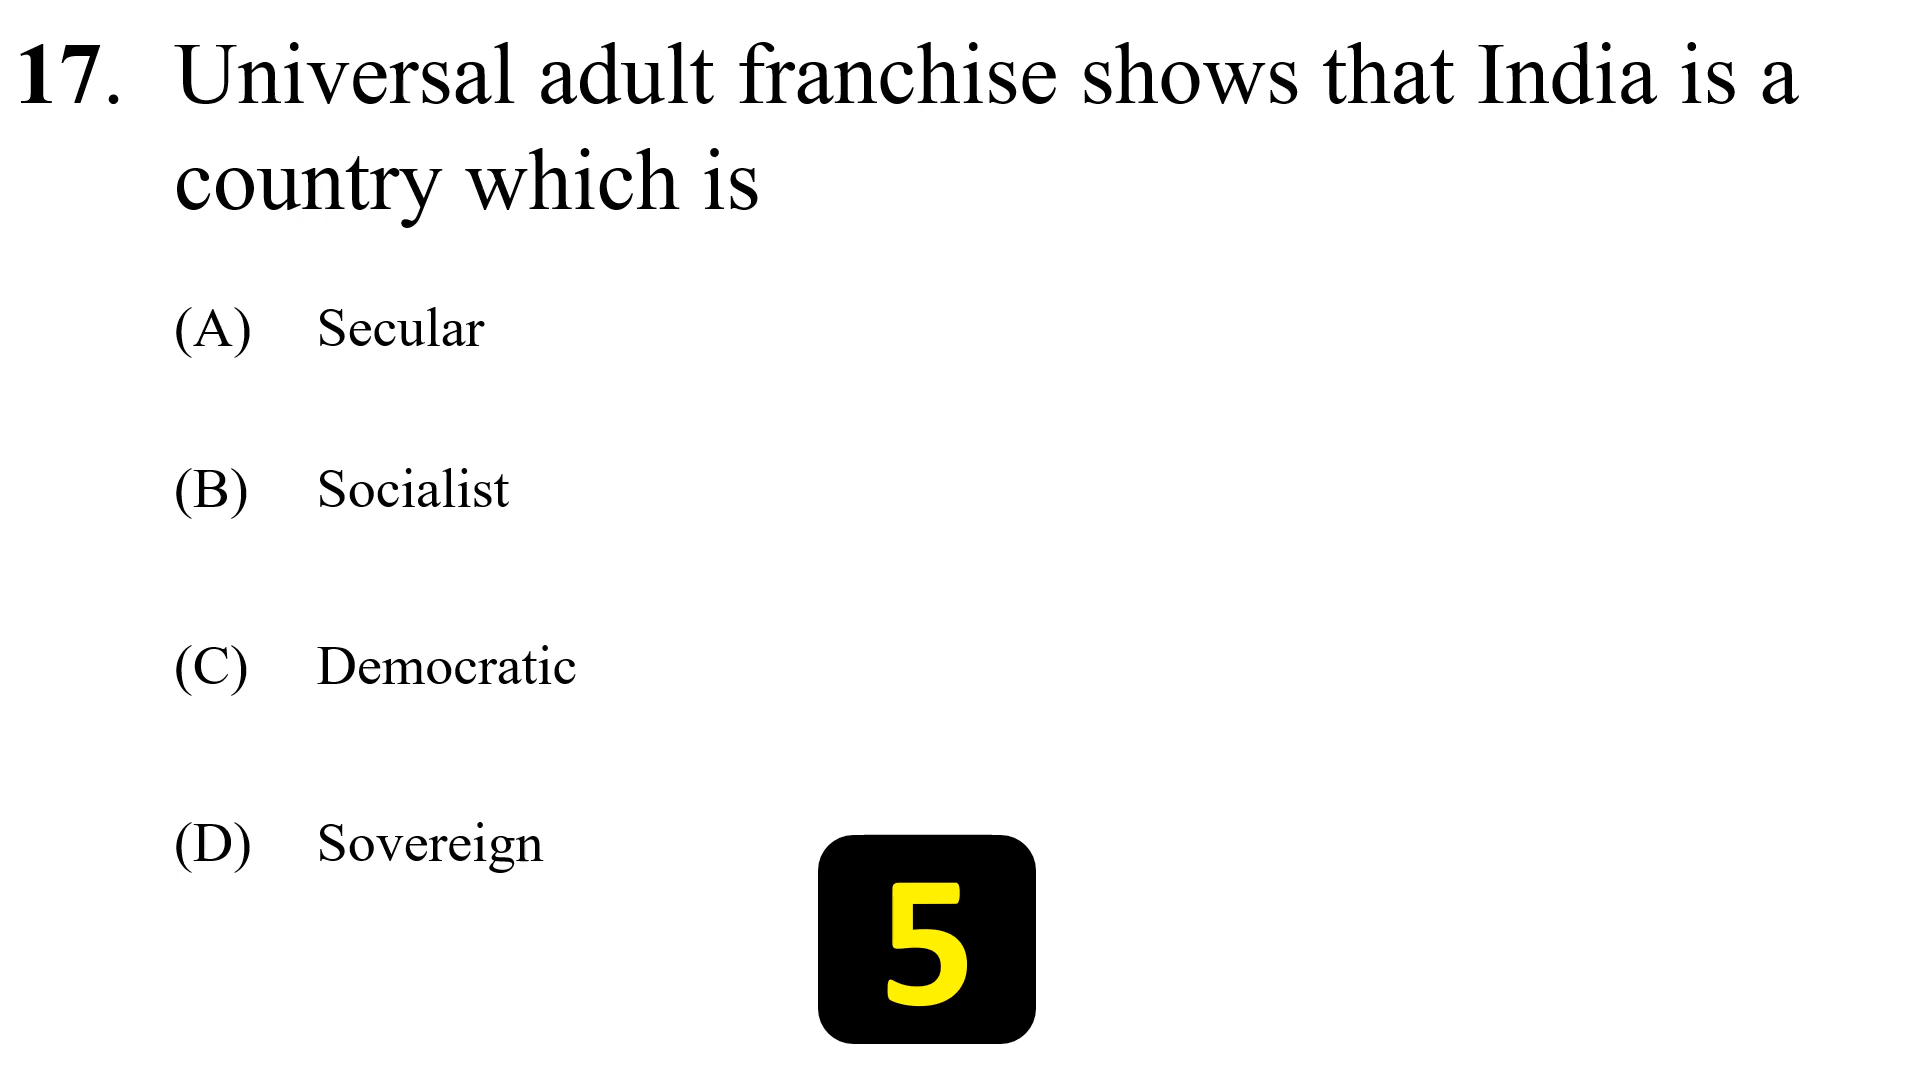 17. Universal adult franchise shows that India is a
country which is
(A) Secular
(B) Socialist
(C) Democratic
(D) Sovereign
5